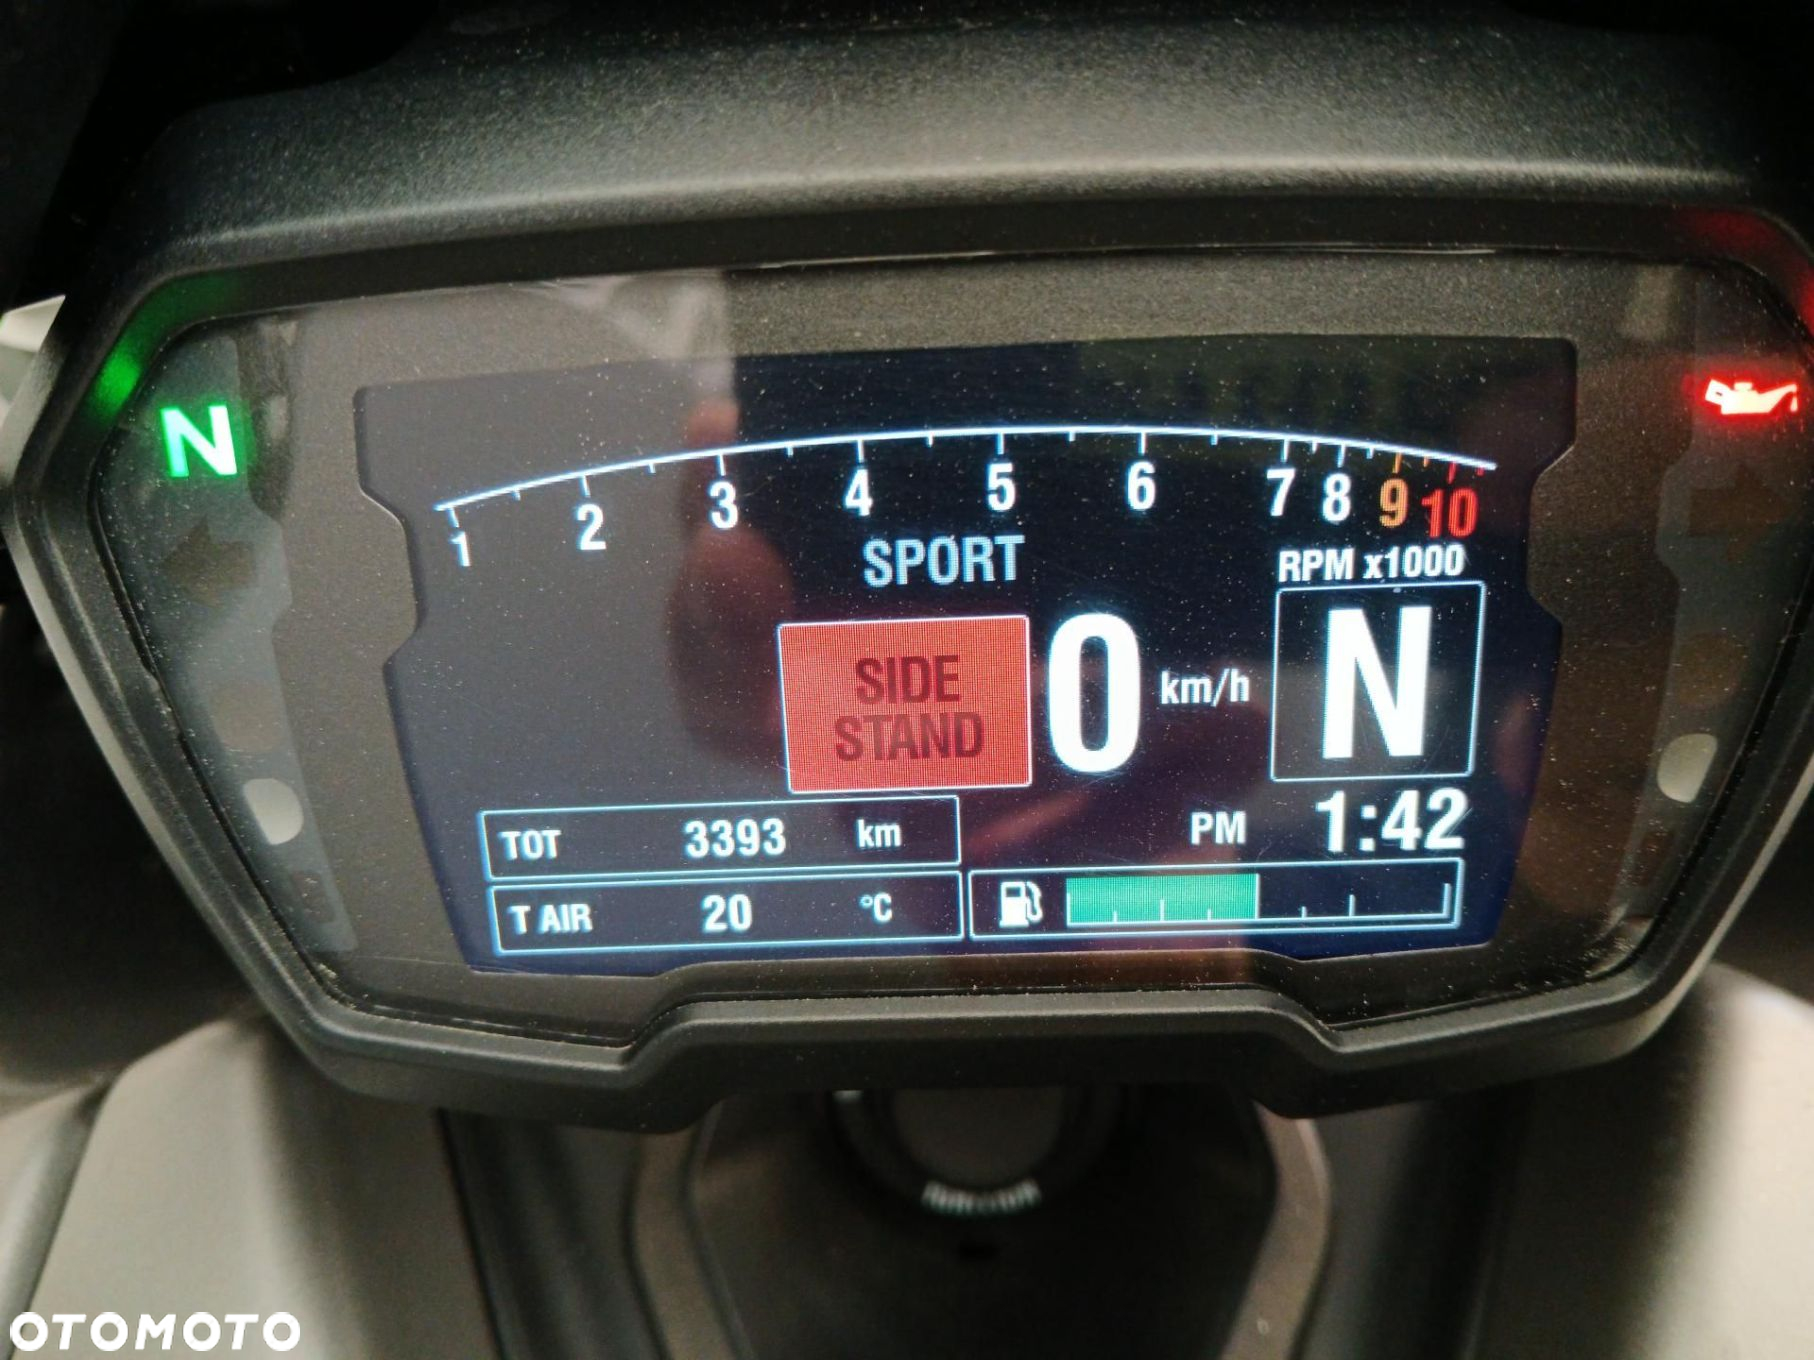 N
1 2 3 4 5 6 7 8 9 10
SPORT
RPM x1000
SIDE
STAND
0 km/h
N
TOT 3393 km
PM 1:42
T AIR 20 °C
OTOMOTO